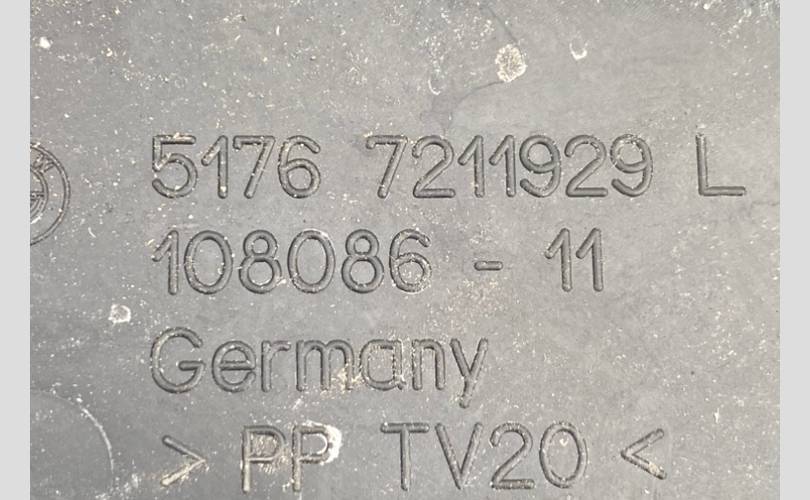 5176 7211929 L
108086 - 11
Germany
> PP TV20 <